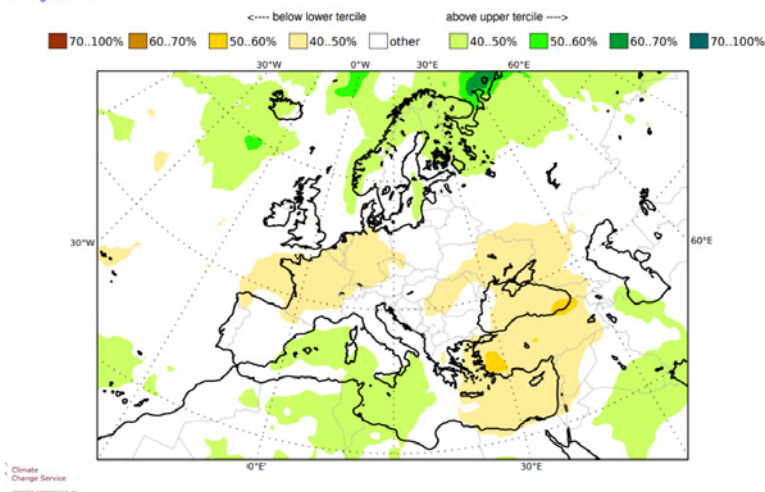 <---- below lower tercile above upper tercile ---->
70..100% 60..70% 50..60% 40..50% other 40..50% 50..60% 60..70% 70..100%
30°W 0°W 30°E 60°E
30°W
60°E
0°E 30°E
Climate
Change Service